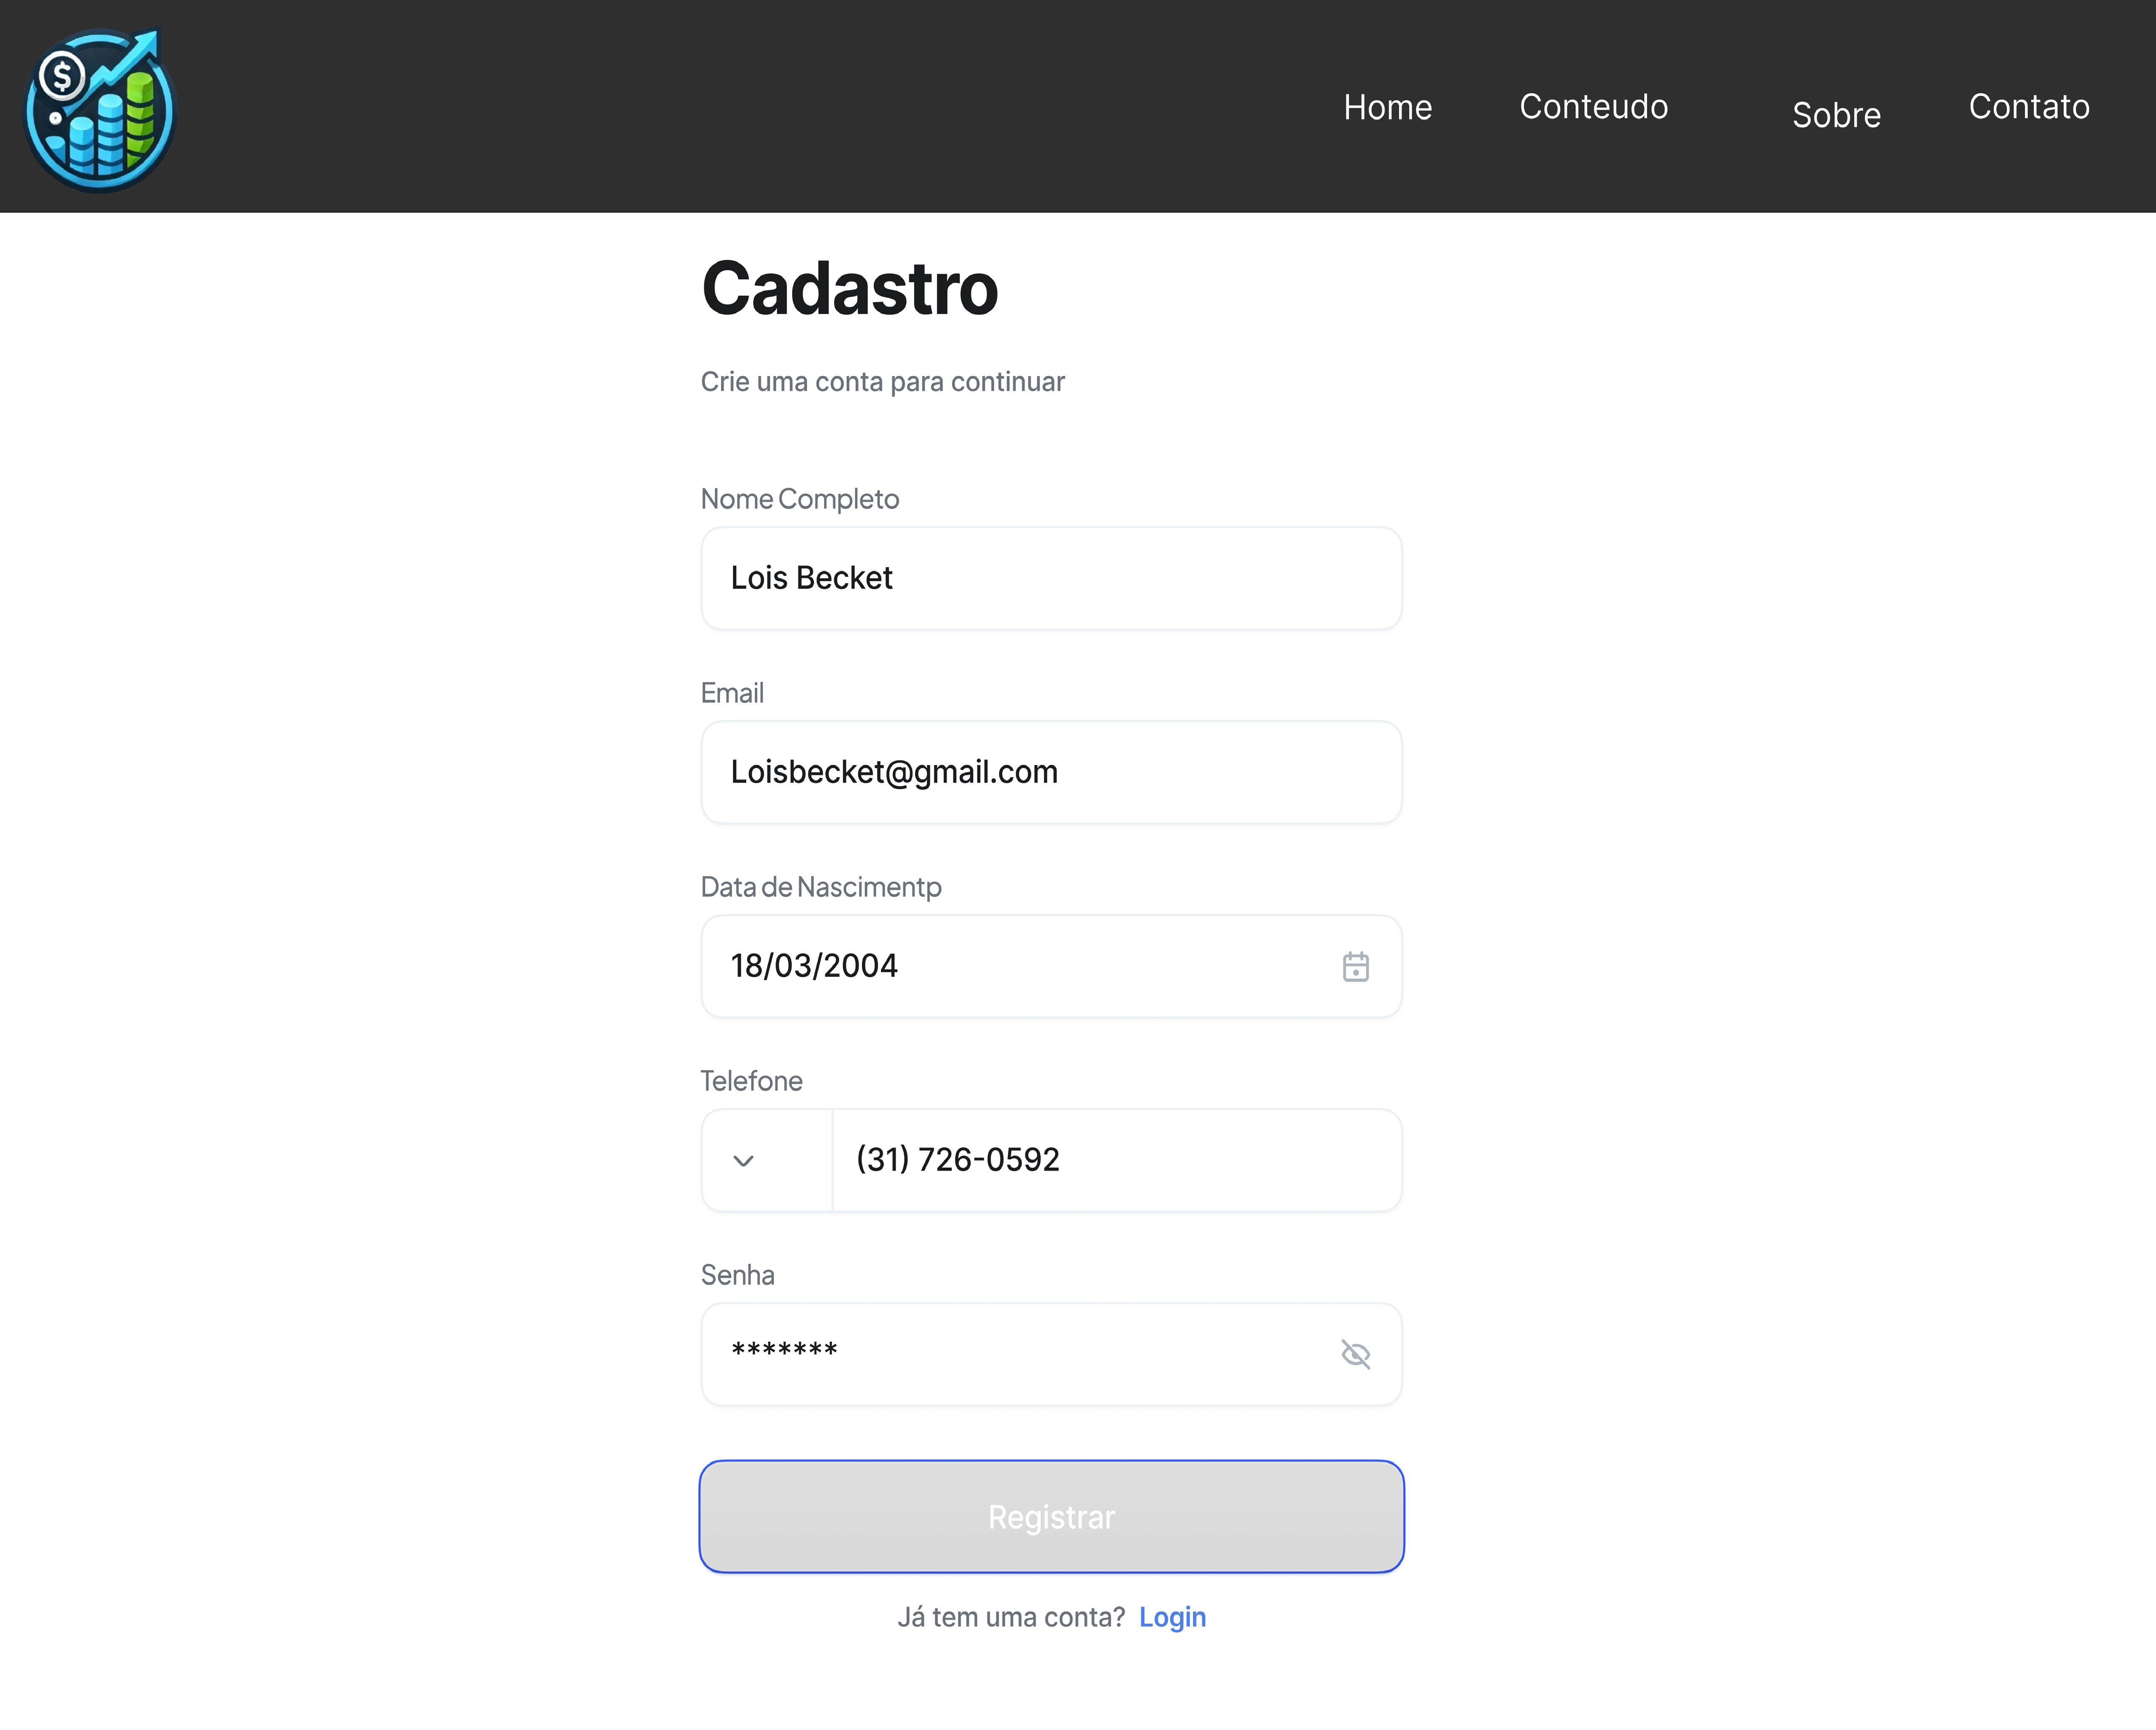 $
Home Conteudo Sobre Contato
Cadastro
Crie uma conta para continuar
Nome Completo
Lois Becket
Email
Loisbecket@gmail.com
Data de Nascimentp
18/03/2004
Telefone
(31) 726-0592
Senha
*******
Registrar
Já tem uma conta? Login